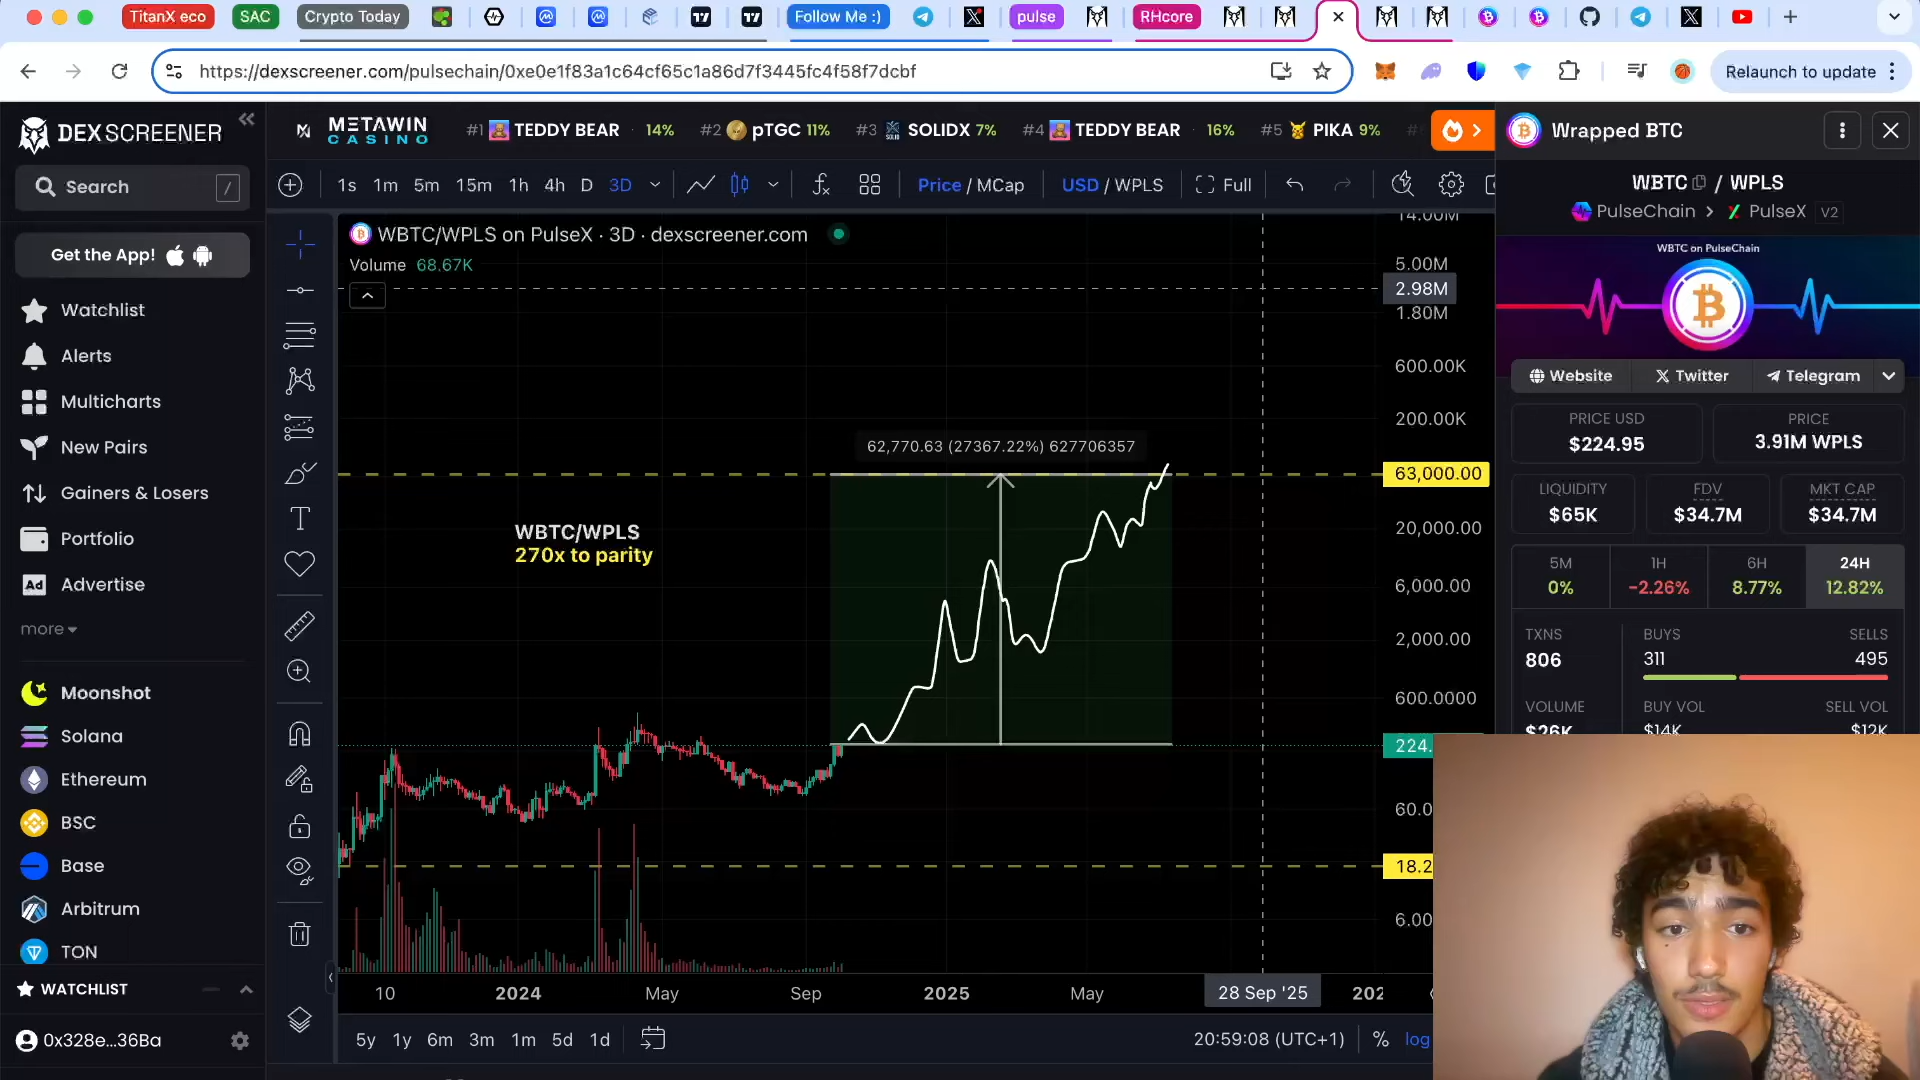 TitanX eco
SAC
Crypto Today
Follow Me :)
pulse
RHcore
https://dexscreener.com/pulsechain/0xe0e1f83a1c64cf65c1a86d7f3445fc4f58f7dcbf
Relaunch to update
DEX SCREENER
METAWIN
CASINO
#1 TEDDY BEAR · 14%
#2 pTGC 11%
#3 SOLIDX 7%
#4 TEDDY BEAR · 16%
#5 PIKA 9%
Wrapped BTC
Search /
1s 1m 5m 15m 1h 4h D 3D
Price / MCap
USD / WPLS
Full
WBTC / WPLS
PulseChain > PulseX V2
Get the App!
WBTC/WPLS on PulseX · 3D · dexscreener.com
Volume 68.67K
WBTC on PulseChain
Watchlist
Alerts
Multicharts
New Pairs
Gainers & Losers
Portfolio
Advertise
more
Moonshot
Solana
Ethereum
BSC
Base
Arbitrum
TON
WATCHLIST
0x328e...36Ba
62,770.63 (27367.22%) 627706357
WBTC/WPLS
270x to parity
14.00M
5.00M
2.98M
1.80M
600.00K
200.00K
63,000.00
20,000.00
6,000.00
2,000.00
600.0000
224.
60.0
18.2
6.00
10 2024 May Sep 2025 May 28 Sep '25 202
5y 1y 6m 3m 1m 5d 1d
20:59:08 (UTC+1) % log
Website
Twitter
Telegram
PRICE USD
$224.95
PRICE
3.91M WPLS
LIQUIDITY
$65K
FDV
$34.7M
MKT CAP
$34.7M
5M
0%
1H
-2.26%
6H
8.77%
24H
12.82%
TXNS
806
BUYS
311
SELLS
495
VOLUME
$26K
BUY VOL
$14K
SELL VOL
$12K